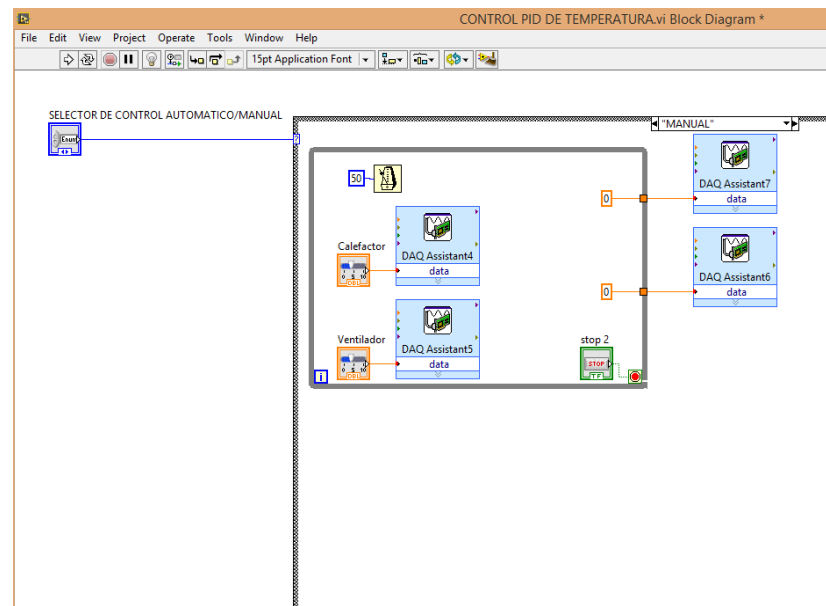 CONTROL PID DE TEMPERATURA.vi Block Diagram *
File Edit View Project Operate Tools Window Help
15pt Application Font
SELECTOR DE CONTROL AUTOMATICO/MANUAL
Enum
?
"MANUAL"
50
DAQ Assistant7
data
0
Calefactor
DBL
DAQ Assistant4
data
DAQ Assistant6
data
0
Ventilador
DBL
DAQ Assistant5
data
stop 2
STOP
TF
i